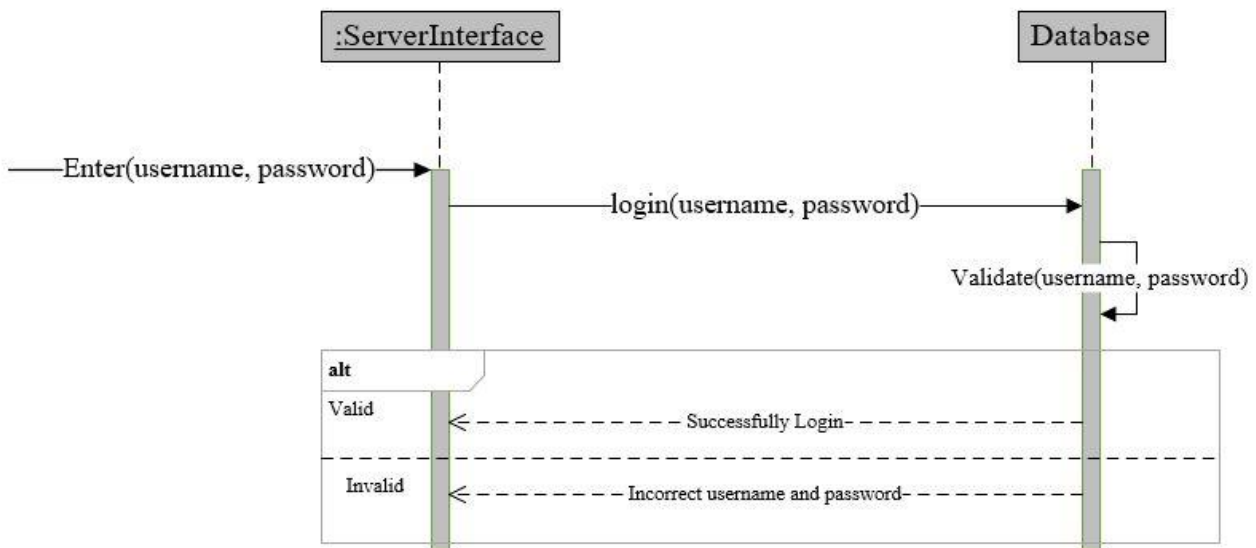 :ServerInterface
Database
Enter(username, password)
login(username, password)
Validate(username, password)
alt
Valid
Successfully Login
Invalid
Incorrect username and password